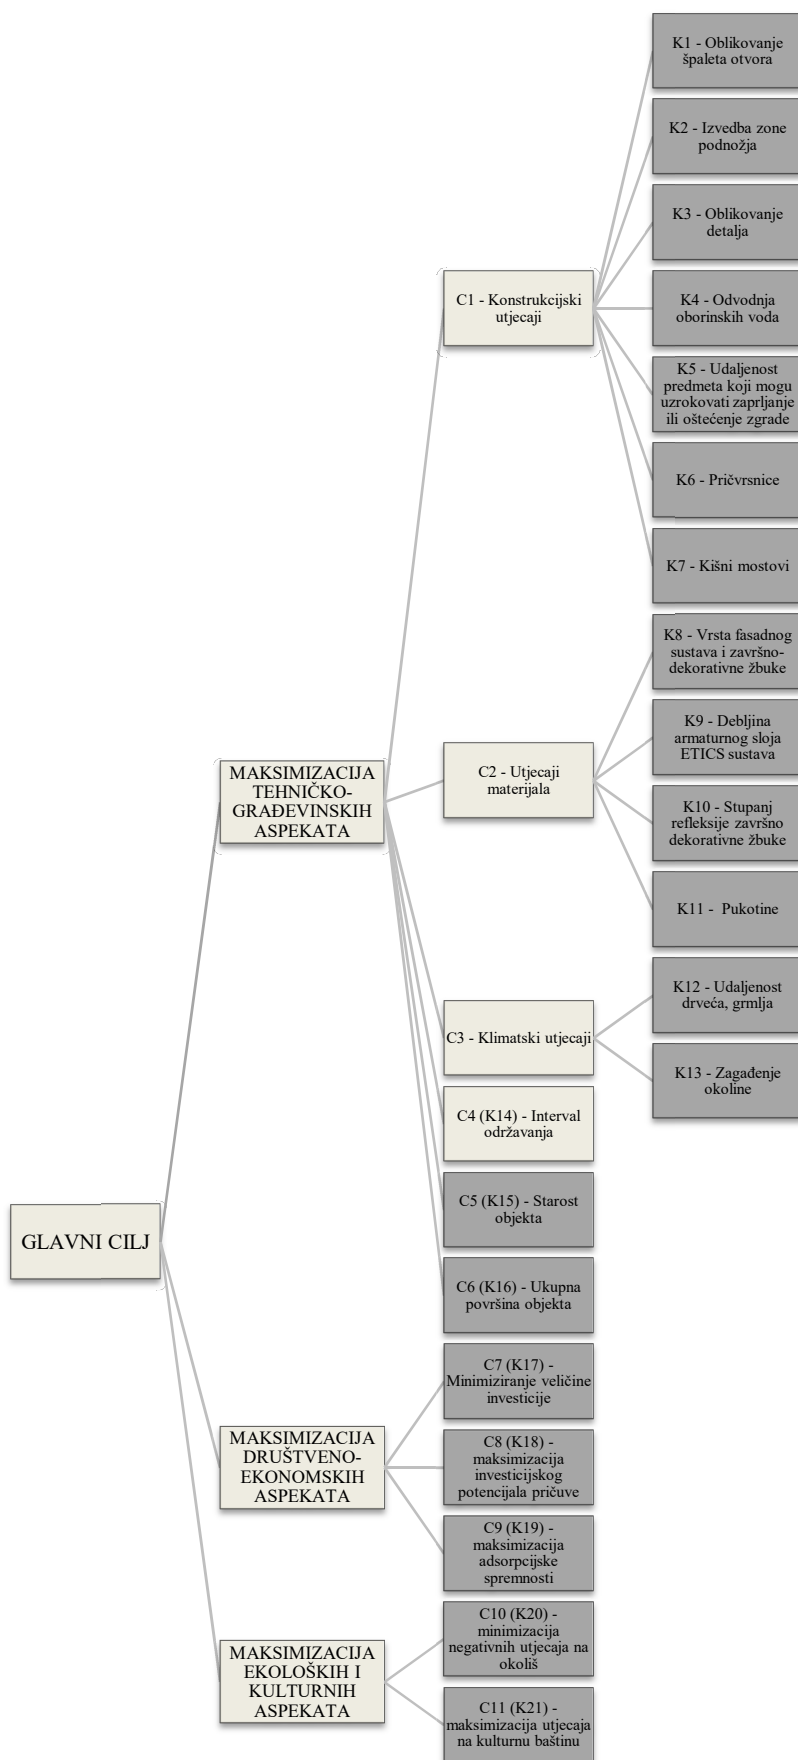 K1 - Oblikovanje
špaleta otvora
K2 - Izvedba zone
podnožja
K3 - Oblikovanje
detalja
C1 - Konstrukcijski
utjecaji
K4 - Odvodnja
oborinskih voda
K5 - Udaljenost
predmeta koji mogu
uzrokovati zaprljanje
ili oštećenje zgrade
K6 - Pričvrsnice
K7 - Kišni mostovi
K8 - Vrsta fasadnog
sustava i završno-
dekorativne žbuke
MAKSIMIZACIJA
TEHNIČKO-
GRAĐEVINSKIH
ASPEKATA
C2 - Utjecaji
materijala
K9 - Debljina
armaturnog sloja
ETICS sustava
K10 - Stupanj
refleksije završno
dekorativne žbuke
K11 - Pukotine
C3 - Klimatski utjecaji
K12 - Udaljenost
drveća, grmlja
K13 - Zagađenje
okoline
C4 (K14) - Interval
održavanja
C5 (K15) - Starost
objekta
GLAVNI CILJ
C6 (K16) - Ukupna
površina objekta
C7 (K17) -
Minimiziranje veličine
investicije
MAKSIMIZACIJA
DRUŠTVENO-
EKONOMSKIH
ASPEKATA
C8 (K18) -
maksimizacija
investicijskog
potencijala pričuve
C9 (K19) -
maksimizacija
adsorpcijske
spremnosti
MAKSIMIZACIJA
EKOLOŠKIH I
KULTURNIH
ASPEKATA
C10 (K20) -
minimizacija
negativnih utjecaja na
okoliš
C11 (K21) -
maksimizacija utjecaja
na kulturnu baštinu